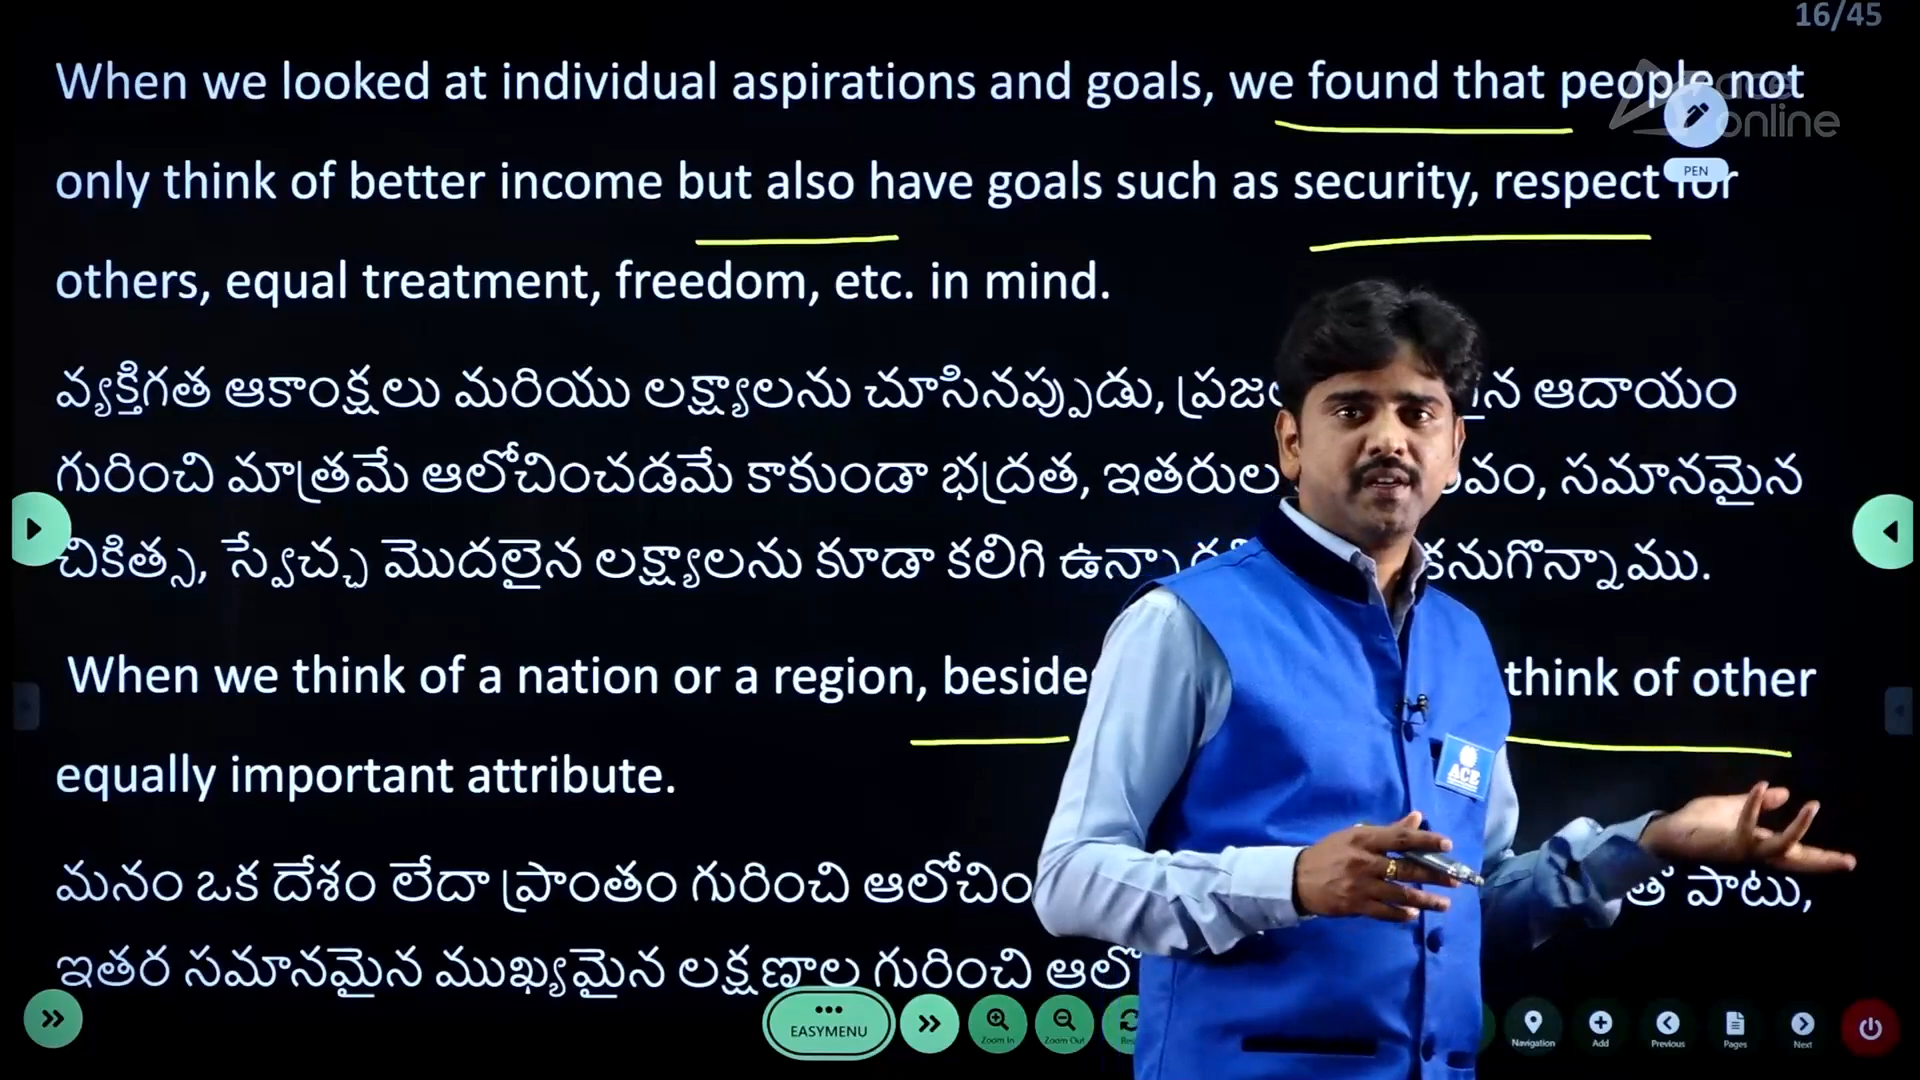 16/45
When we looked at individual aspirations and goals, we found that people not
ace
online
PEN
only think of better income but also have goals such as security, respect for
others, equal treatment, freedom, etc. in mind.
వ్యక్తిగత ఆకాంక్షలు మరియు లక్ష్యాలను చూసినప్పుడు, ఆదాయం
గురించి మాత్రమే ఆలోచించడమే కాకుండా భద్రత, ఇతరుల సమానమైన
చికిత్స, స్వేచ్ఛ మొదలైన లక్ష్యాలను కూడా కలిగి కనుగొన్నాము.
When we think of a nation or a region, think of other
ACE
equally important attribute.
మనం ఒక దేశం లేదా ప్రాంతం గురించి పాటు,
ఇతర సమానమైన ముఖ్యమైన లక్షణాల గురించి
EASYMENU
Zoom In
Zoom Out
Navigation
Add
Previous
Pages
Next